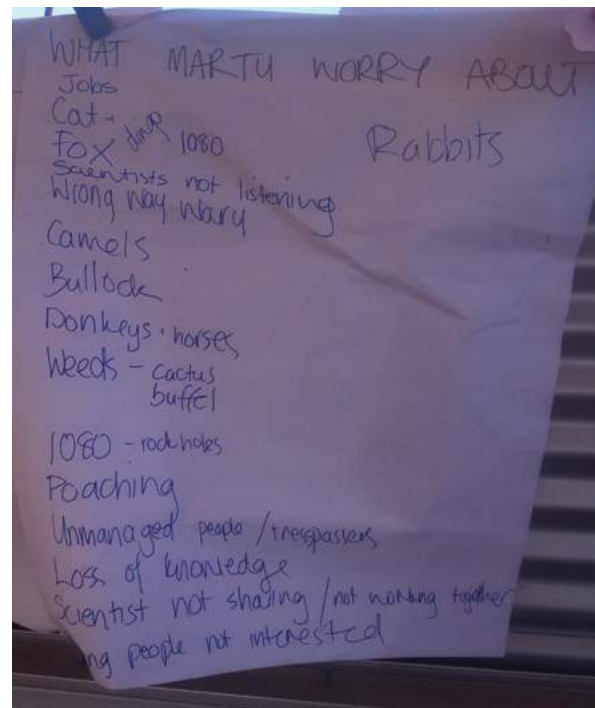 WHAT MARTU WORRY ABOUT
Jobs
Cat
Fox 1080
Rabbits
Scientists not listening
Wrong way Waru
Camels
Bullock
Donkeys + horses
Weeds - cactus
buffel
1080 - rock holes
Poaching
Unmanaged people / trespassers
Loss of knowledge
Scientist not sharing / not working together
people not interested